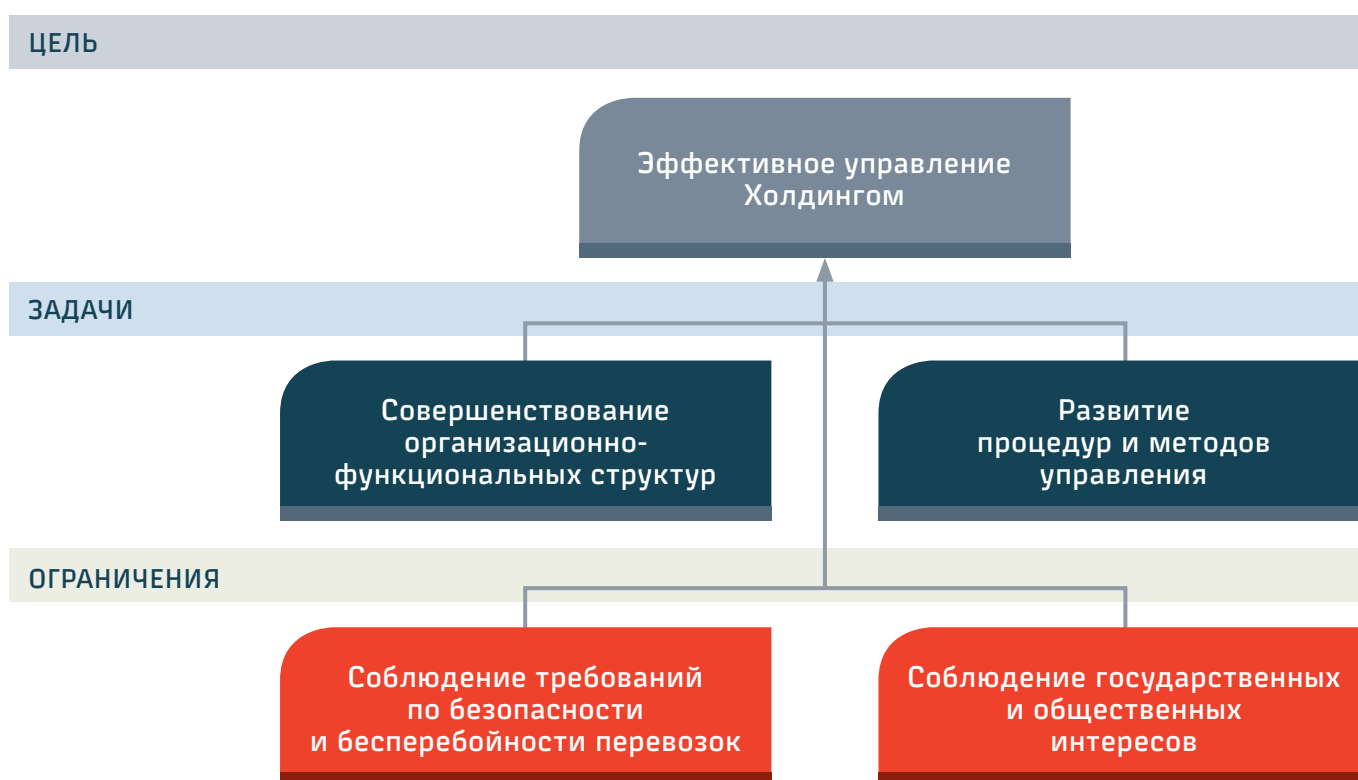 ЦЕЛЬ
Эффективное управление
Холдингом
ЗАДАЧИ
Совершенствование
организационно-
функциональных структур
Развитие
процедур и методов
управления
ОГРАНИЧЕНИЯ
Соблюдение требований
по безопасности
и бесперебойности перевозок
Соблюдение государственных
и общественных
интересов